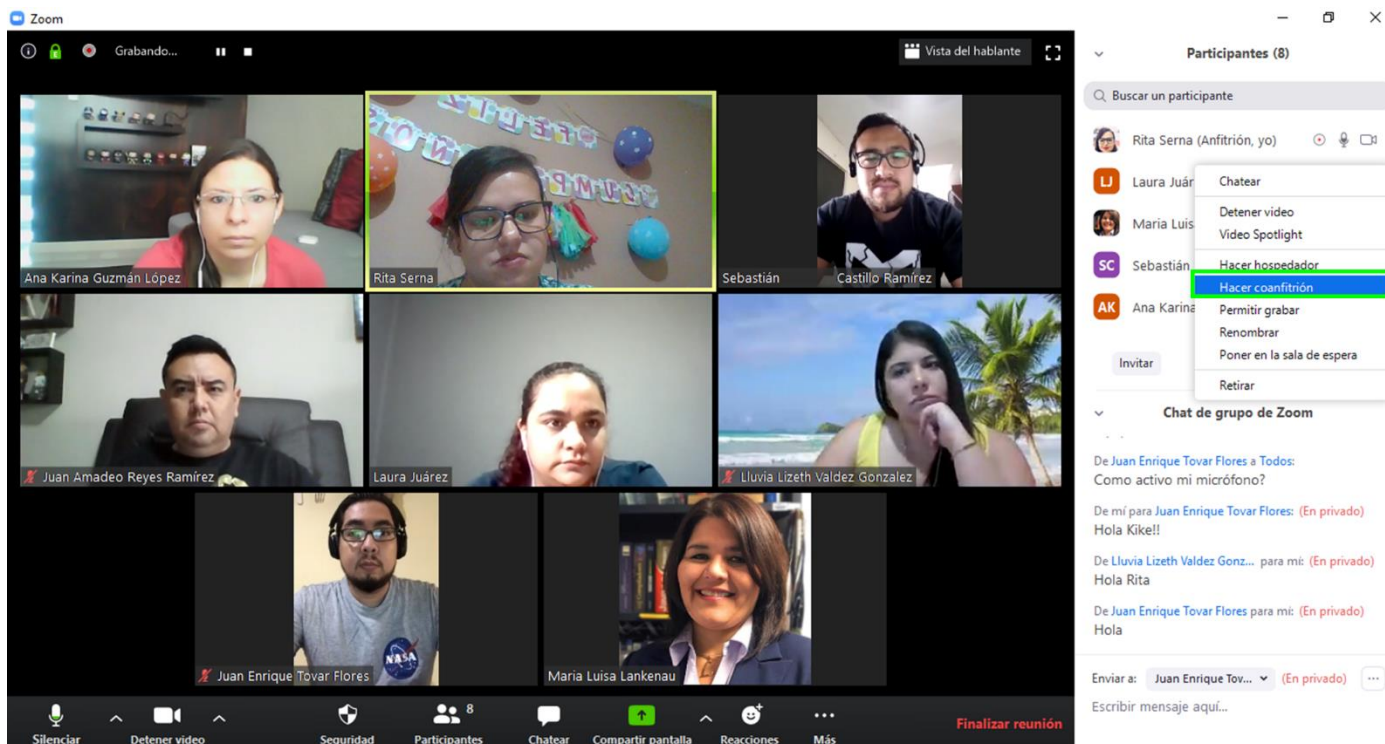 Zoom
Grabando...
Vista del hablante
FELIZ
CUMP
ÑOS
Ana Karina Guzmán López
Rita Serna
Sebastián Castillo Ramírez
Juan Amadeo Reyes Ramírez
Laura Juárez
Lluvia Lizeth Valdez Gonzalez
NASA
Juan Enrique Tovar Flores
Maria Luisa Lankenau
Silenciar
Detener video
Seguridad
Participantes
8
Chatear
Compartir pantalla
Reacciones
Más
Finalizar reunión
Participantes (8)
Buscar un participante
Rita Serna (Anfitrión, yo)
LJ
Laura Juár
Maria Luis
SC
Sebastián
AK
Ana Karina
Chatear
Detener video
Video Spotlight
Hacer hospedador
Hacer coanfitrión
Permitir grabar
Renombrar
Poner en la sala de espera
Retirar
Invitar
Chat de grupo de Zoom
De Juan Enrique Tovar Flores a Todos:
Como activo mi micrófono?
De mí para Juan Enrique Tovar Flores: (En privado)
Hola Kike!!
De Lluvia Lizeth Valdez Gonz... para mí: (En privado)
Hola Rita
De Juan Enrique Tovar Flores para mí: (En privado)
Hola
Enviar a: Juan Enrique Tov... (En privado)
Escribir mensaje aquí...